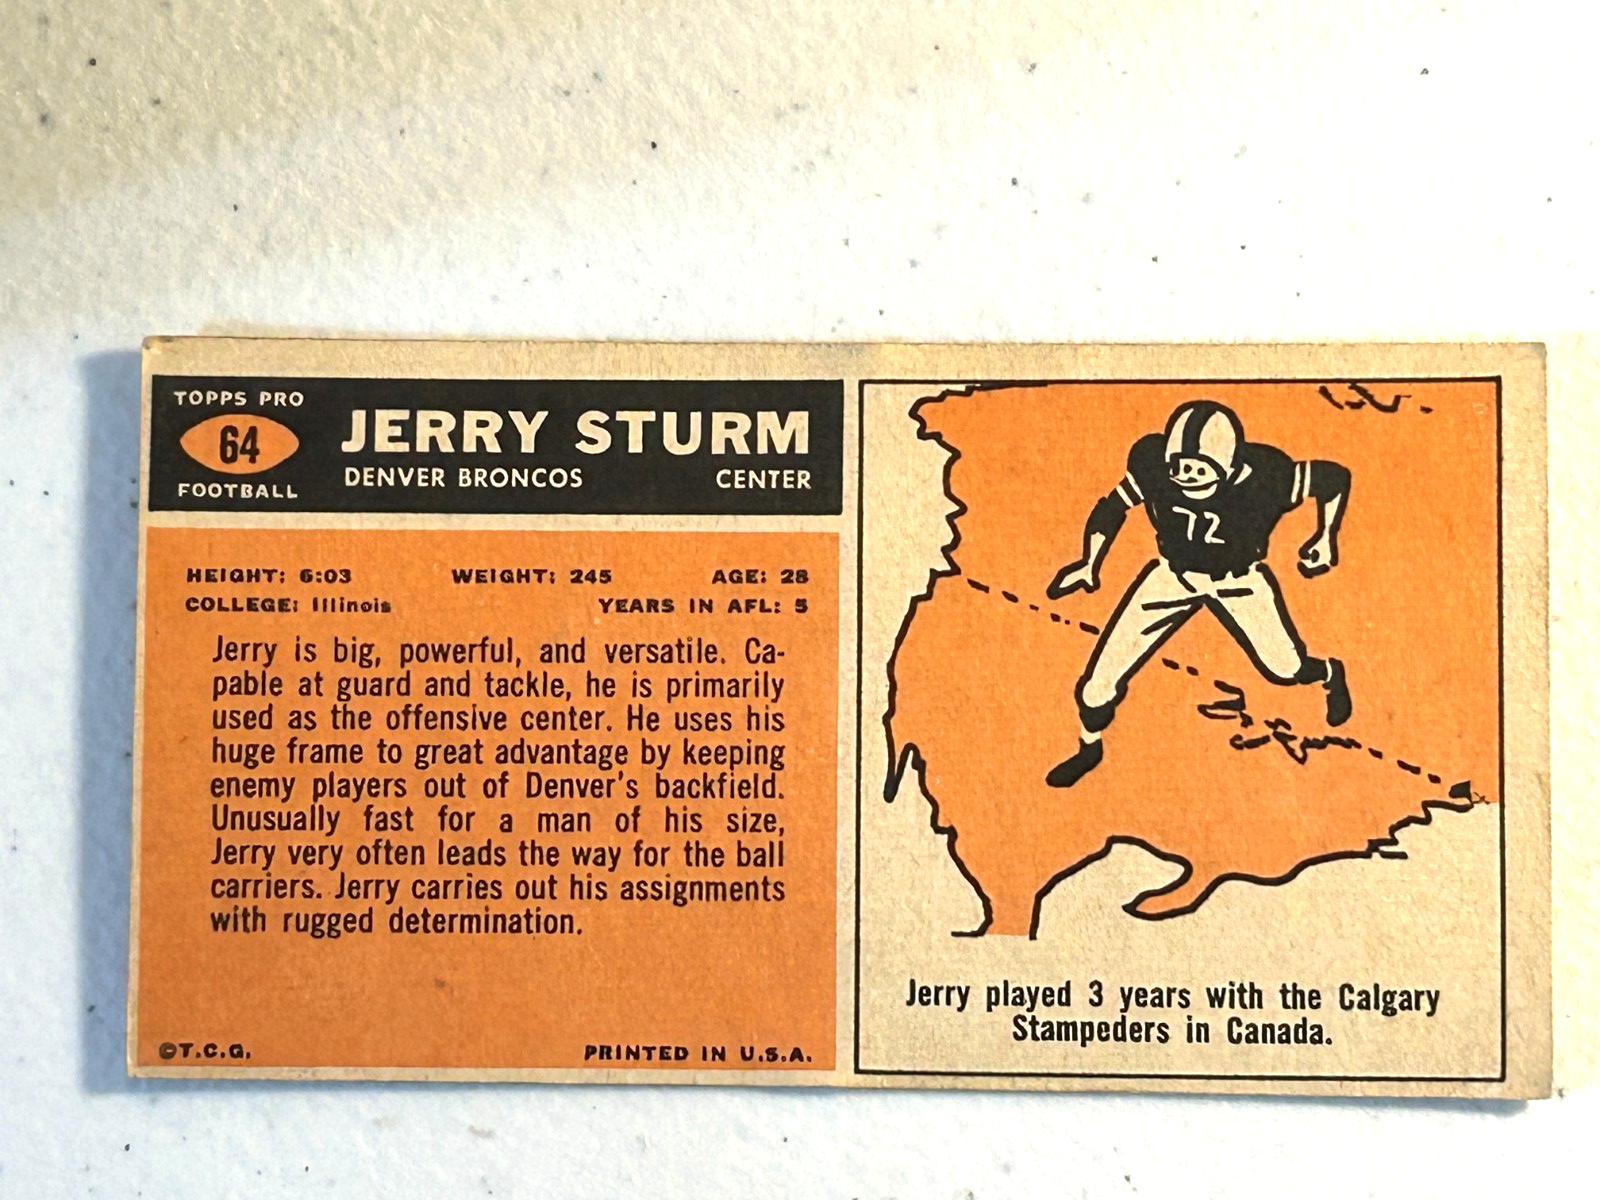 TOPPS PRO
64
FOOTBALL
JERRY STURM
DENVER BRONCOS CENTER
HEIGHT: 6:03 WEIGHT: 245 AGE: 28
COLLEGE: Illinois YEARS IN AFL: 5
Jerry is big, powerful, and versatile. Ca-
pable at guard and tackle, he is primarily
used as the offensive center. He uses his
huge frame to great advantage by keeping
enemy players out of Denver's backfield.
Unusually fast for a man of his size,
Jerry very often leads the way for the ball
carriers. Jerry carries out his assignments
with rugged determination.
©T.C.G. PRINTED IN U.S.A.
72
Jerry played 3 years with the Calgary
Stampeders in Canada.